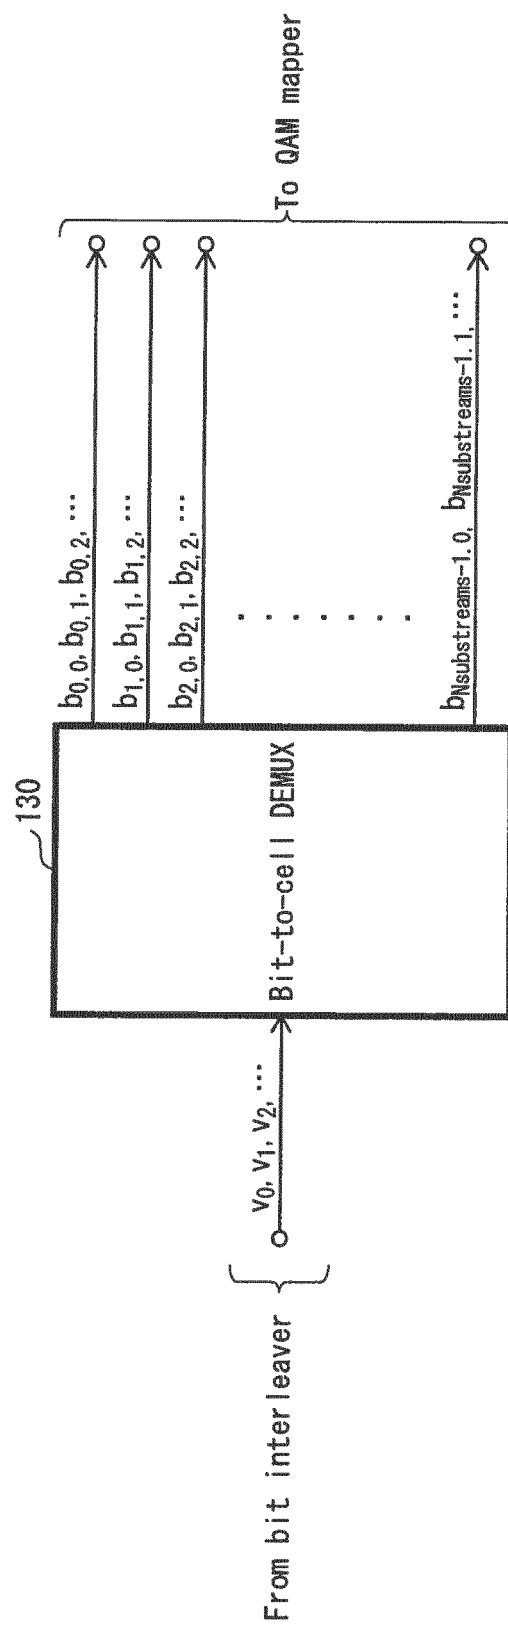 From bit interleaver
v0, v1, v2, ...
130
Bit-to-cell DEMUX
b0,0, b0,1, b0,2, ...
b1,0, b1,1, b1,2, ...
b2,0, b2,1, b2,2, ...
.......
bNsubstreams-1.0, bNsubstreams-1.1, ...
To QAM mapper